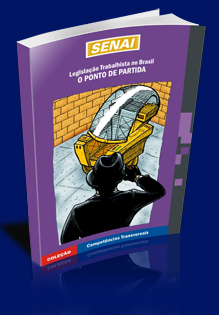 SENAI
Legislação Trabalhista no Brasil
O PONTO DE PARTIDA
COLEÇÃO
Competências Transversais